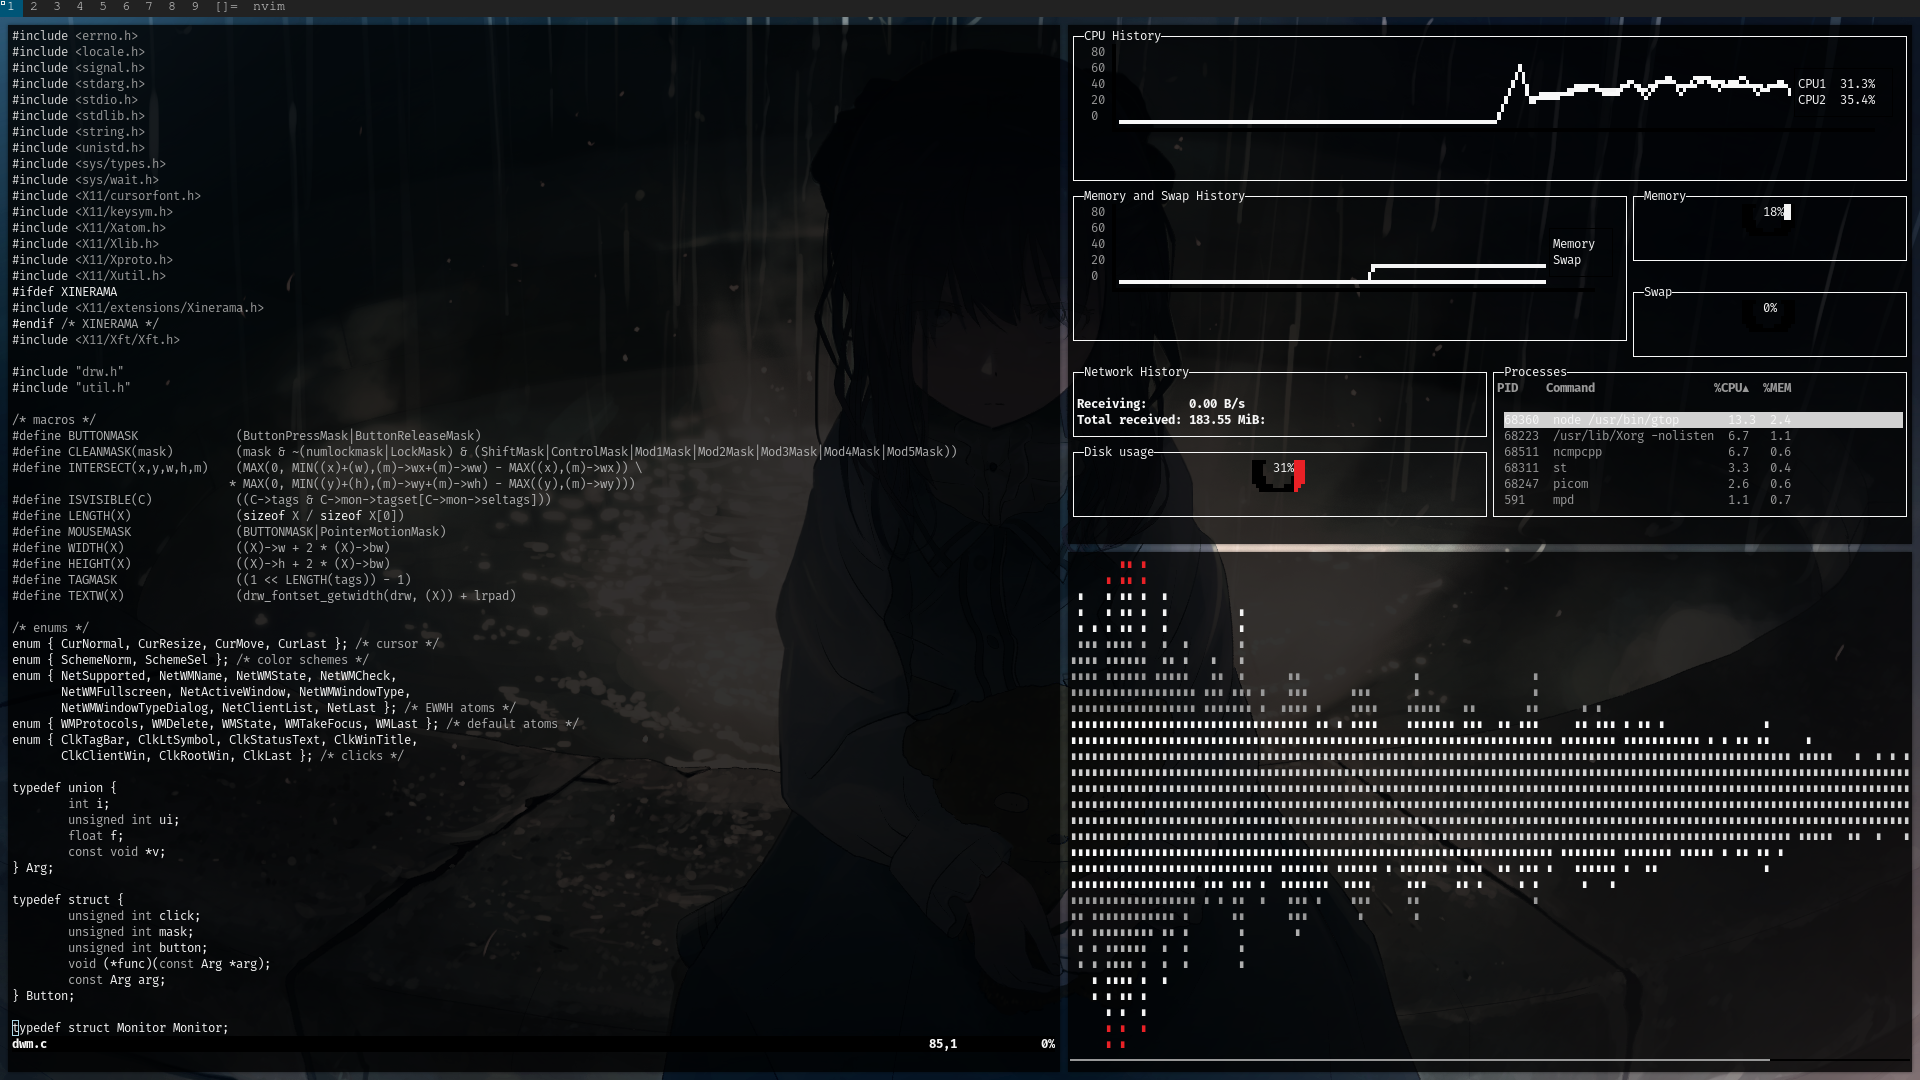 1 2 3 4 5 6 7 8 9 []= nvim
#include <errno.h>
#include <locale.h>
#include <signal.h>
#include <stdarg.h>
#include <stdio.h>
#include <stdlib.h>
#include <string.h>
#include <unistd.h>
#include <sys/types.h>
#include <sys/wait.h>
#include <X11/cursorfont.h>
#include <X11/keysym.h>
#include <X11/Xatom.h>
#include <X11/Xlib.h>
#include <X11/Xproto.h>
#include <X11/Xutil.h>
#ifdef XINERAMA
#include <X11/extensions/Xinerama.h>
#endif /* XINERAMA */
#include <X11/Xft/Xft.h>
#include "drw.h"
#include "util.h"
/* macros */
#define BUTTONMASK              (ButtonPressMask|ButtonReleaseMask)
#define CLEANMASK(mask)         (mask & ~(numlockmask|LockMask) & (ShiftMask|ControlMask|Mod1Mask|Mod2Mask|Mod3Mask|Mod4Mask|Mod5Mask))
#define INTERSECT(x,y,w,h,m)    (MAX(0, MIN((x)+(w),(m)->wx+(m)->ww) - MAX((x),(m)->wx)) \
                               * MAX(0, MIN((y)+(h),(m)->wy+(m)->wh) - MAX((y),(m)->wy)))
#define ISVISIBLE(C)            ((C->tags & C->mon->tagset[C->mon->seltags]))
#define LENGTH(X)               (sizeof X / sizeof X[0])
#define MOUSEMASK               (BUTTONMASK|PointerMotionMask)
#define WIDTH(X)                ((X)->w + 2 * (X)->bw)
#define HEIGHT(X)               ((X)->h + 2 * (X)->bw)
#define TAGMASK                 ((1 << LENGTH(tags)) - 1)
#define TEXTW(X)                (drw_fontset_getwidth(drw, (X)) + lrpad)
/* enums */
enum { CurNormal, CurResize, CurMove, CurLast }; /* cursor */
enum { SchemeNorm, SchemeSel }; /* color schemes */
enum { NetSupported, NetWMName, NetWMState, NetWMCheck,
       NetWMFullscreen, NetActiveWindow, NetWMWindowType,
       NetWMWindowTypeDialog, NetClientList, NetLast }; /* EWMH atoms */
enum { WMProtocols, WMDelete, WMState, WMTakeFocus, WMLast }; /* default atoms */
enum { ClkTagBar, ClkLtSymbol, ClkStatusText, ClkWinTitle,
       ClkClientWin, ClkRootWin, ClkLast }; /* clicks */
typedef union {
        int i;
        unsigned int ui;
        float f;
        const void *v;
} Arg;
typedef struct {
        unsigned int click;
        unsigned int mask;
        unsigned int button;
        void (*func)(const Arg *arg);
        const Arg arg;
} Button;
typedef struct Monitor Monitor;
dwm.c 85,1 0%
CPU History
80
60
40
20
0
CPU1 31.3%
CPU2 35.4%
Memory and Swap History
80
60
40
20
0
Memory
Swap
Memory
18%
Swap
0%
Network History
Receiving: 0.00 B/s
Total received: 183.55 MiB:
Disk usage
31%
Processes
PID Command %CPU▲ %MEM
68360 node /usr/bin/gtop 13.3 2.4
68223 /usr/lib/Xorg -nolisten 6.7 1.1
68511 ncmpcpp 6.7 0.6
68311 st 3.3 0.4
68247 picom 2.6 0.6
591 mpd 1.1 0.7